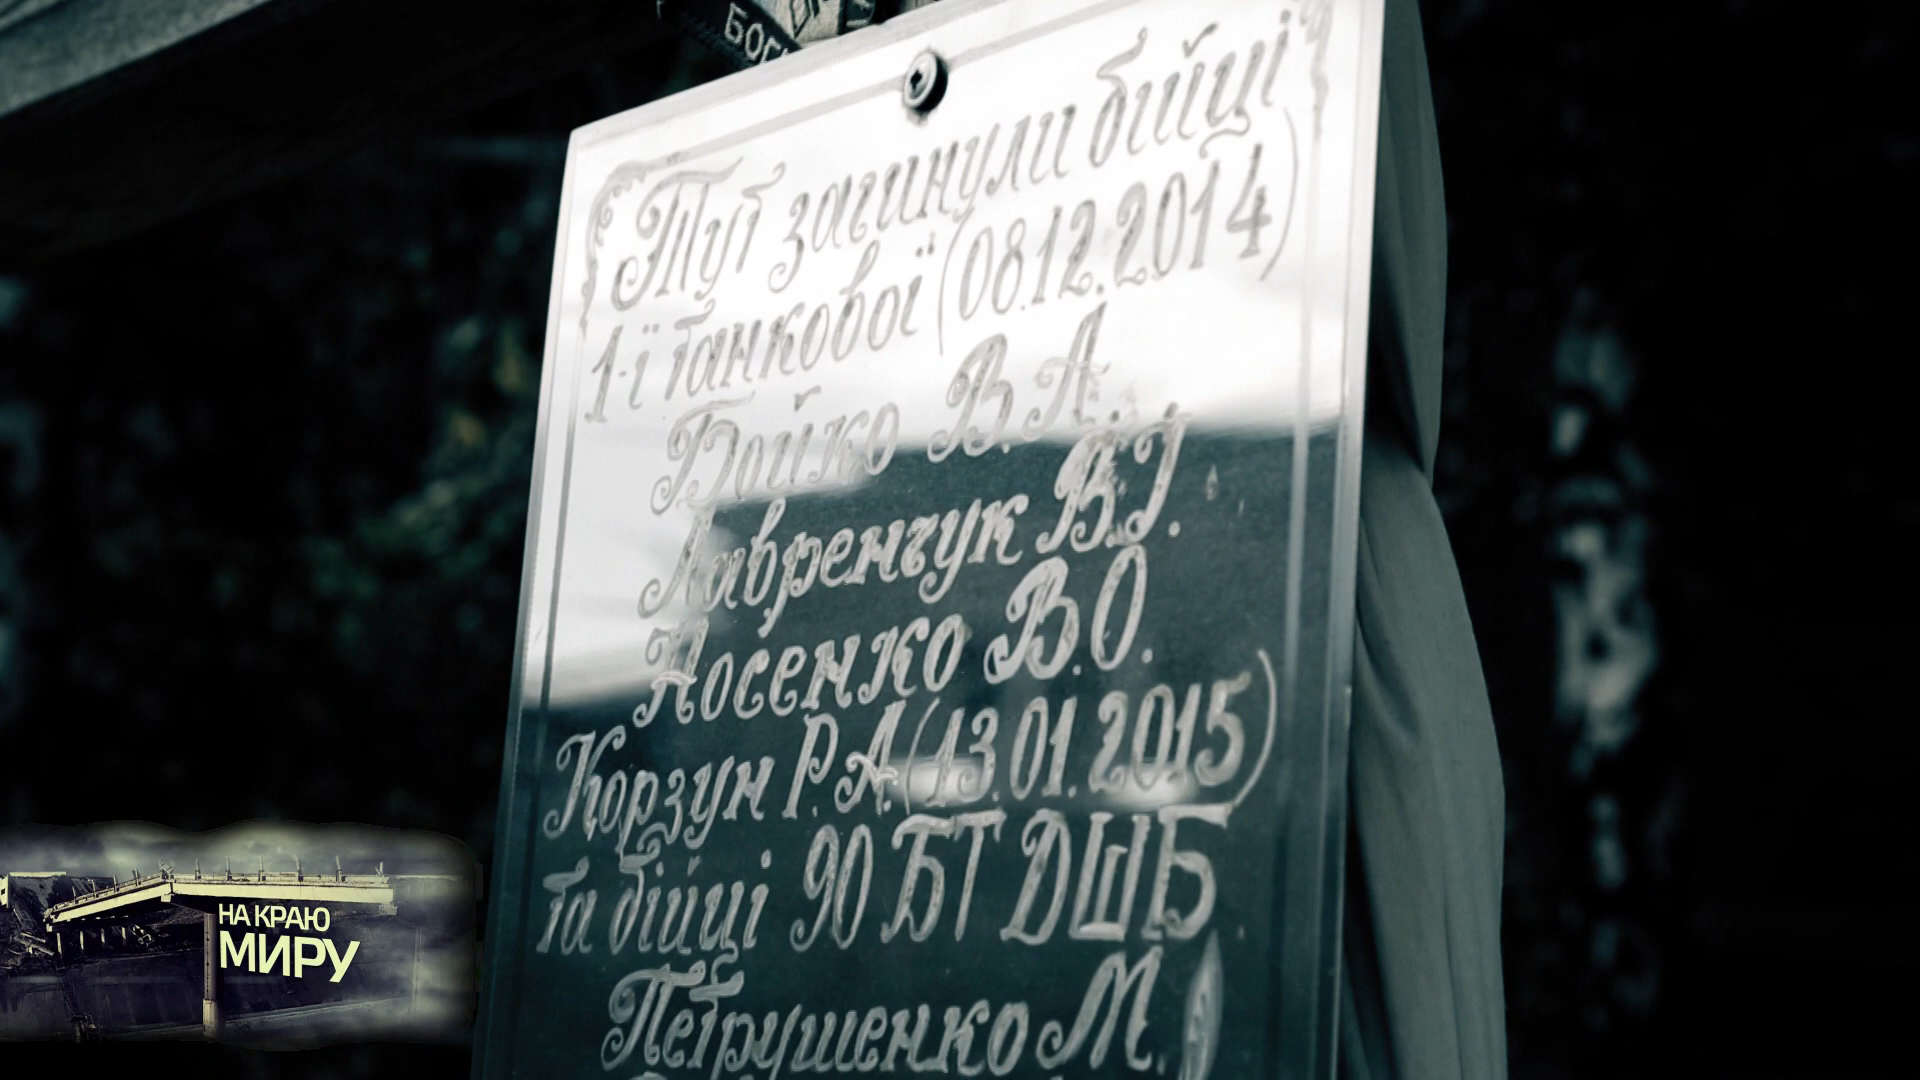 Тут загинули бійці
1-ї танкової (08.12.2014)
Бойко В.А.
Лавренчук В.І.
Носенко В.О.
Корзун Р.А. (13.01.2015)
та бійці 90 БТ ДШБ
Петрушенко М.
НА КРАЮ
МИРУ